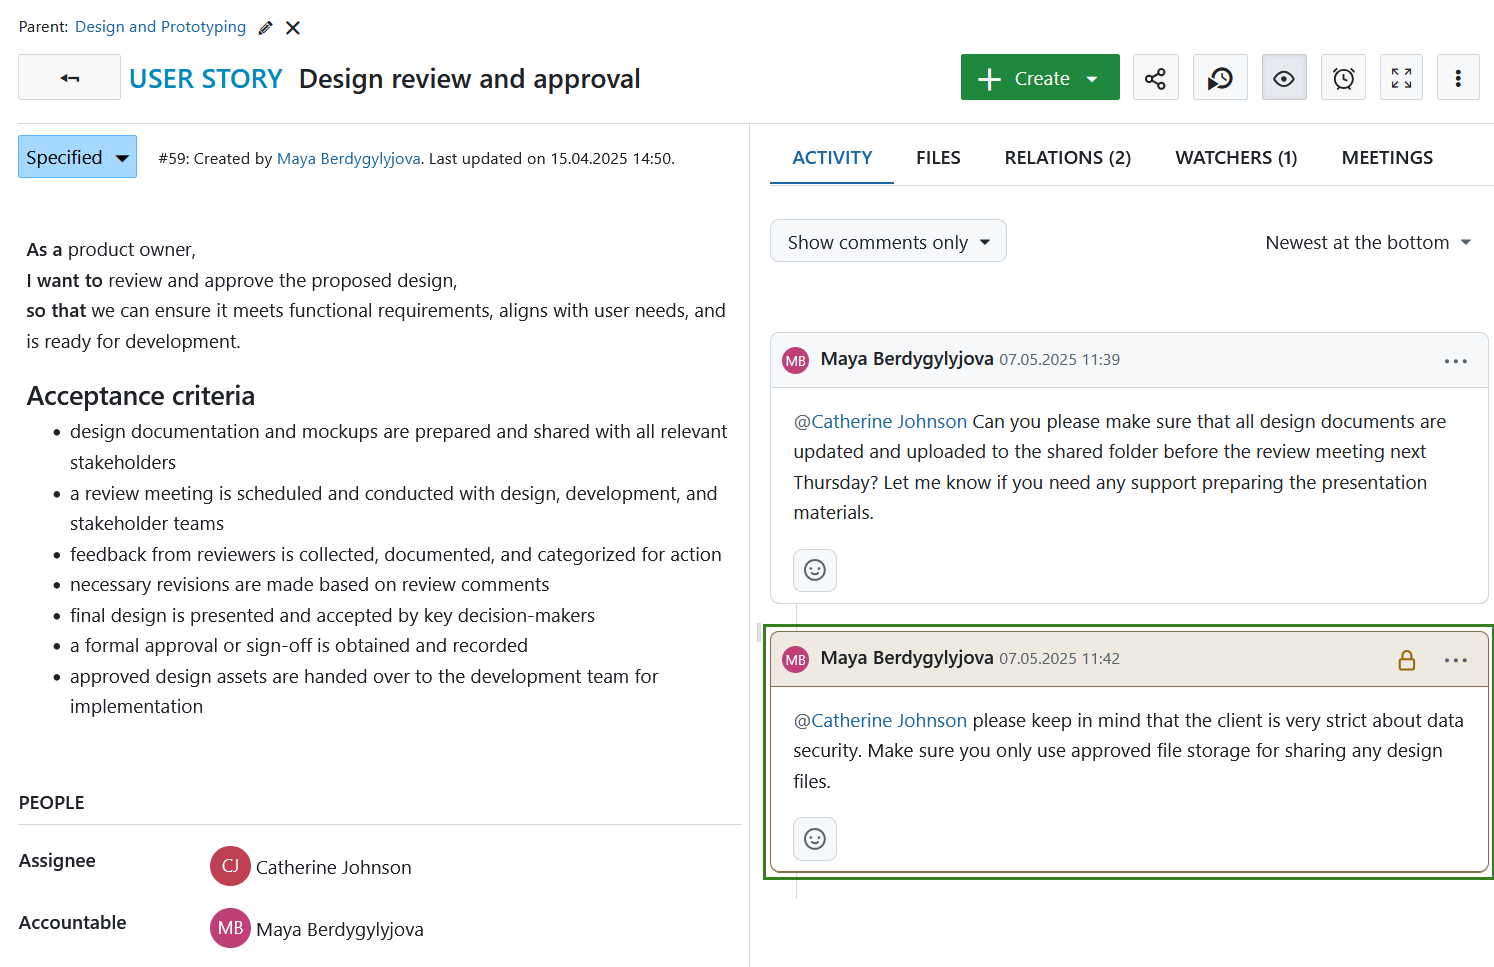 Parent: Design and Prototyping
USER STORY Design review and approval
Create
Specified
#59: Created by Maya Berdygylyjova. Last updated on 15.04.2025 14:50.
As a product owner,
I want to review and approve the proposed design,
so that we can ensure it meets functional requirements, aligns with user needs, and
is ready for development.
Acceptance criteria
• design documentation and mockups are prepared and shared with all relevant
stakeholders
• a review meeting is scheduled and conducted with design, development, and
stakeholder teams
• feedback from reviewers is collected, documented, and categorized for action
• necessary revisions are made based on review comments
• final design is presented and accepted by key decision-makers
• a formal approval or sign-off is obtained and recorded
• approved design assets are handed over to the development team for
implementation
PEOPLE
Assignee
CJ Catherine Johnson
Accountable
MB Maya Berdygylyjova
ACTIVITY
FILES
RELATIONS (2)
WATCHERS (1)
MEETINGS
Show comments only
Newest at the bottom
MB Maya Berdygylyjova 07.05.2025 11:39
@Catherine Johnson Can you please make sure that all design documents are
updated and uploaded to the shared folder before the review meeting next
Thursday? Let me know if you need any support preparing the presentation
materials.
MB Maya Berdygylyjova 07.05.2025 11:42
@Catherine Johnson please keep in mind that the client is very strict about data
security. Make sure you only use approved file storage for sharing any design
files.